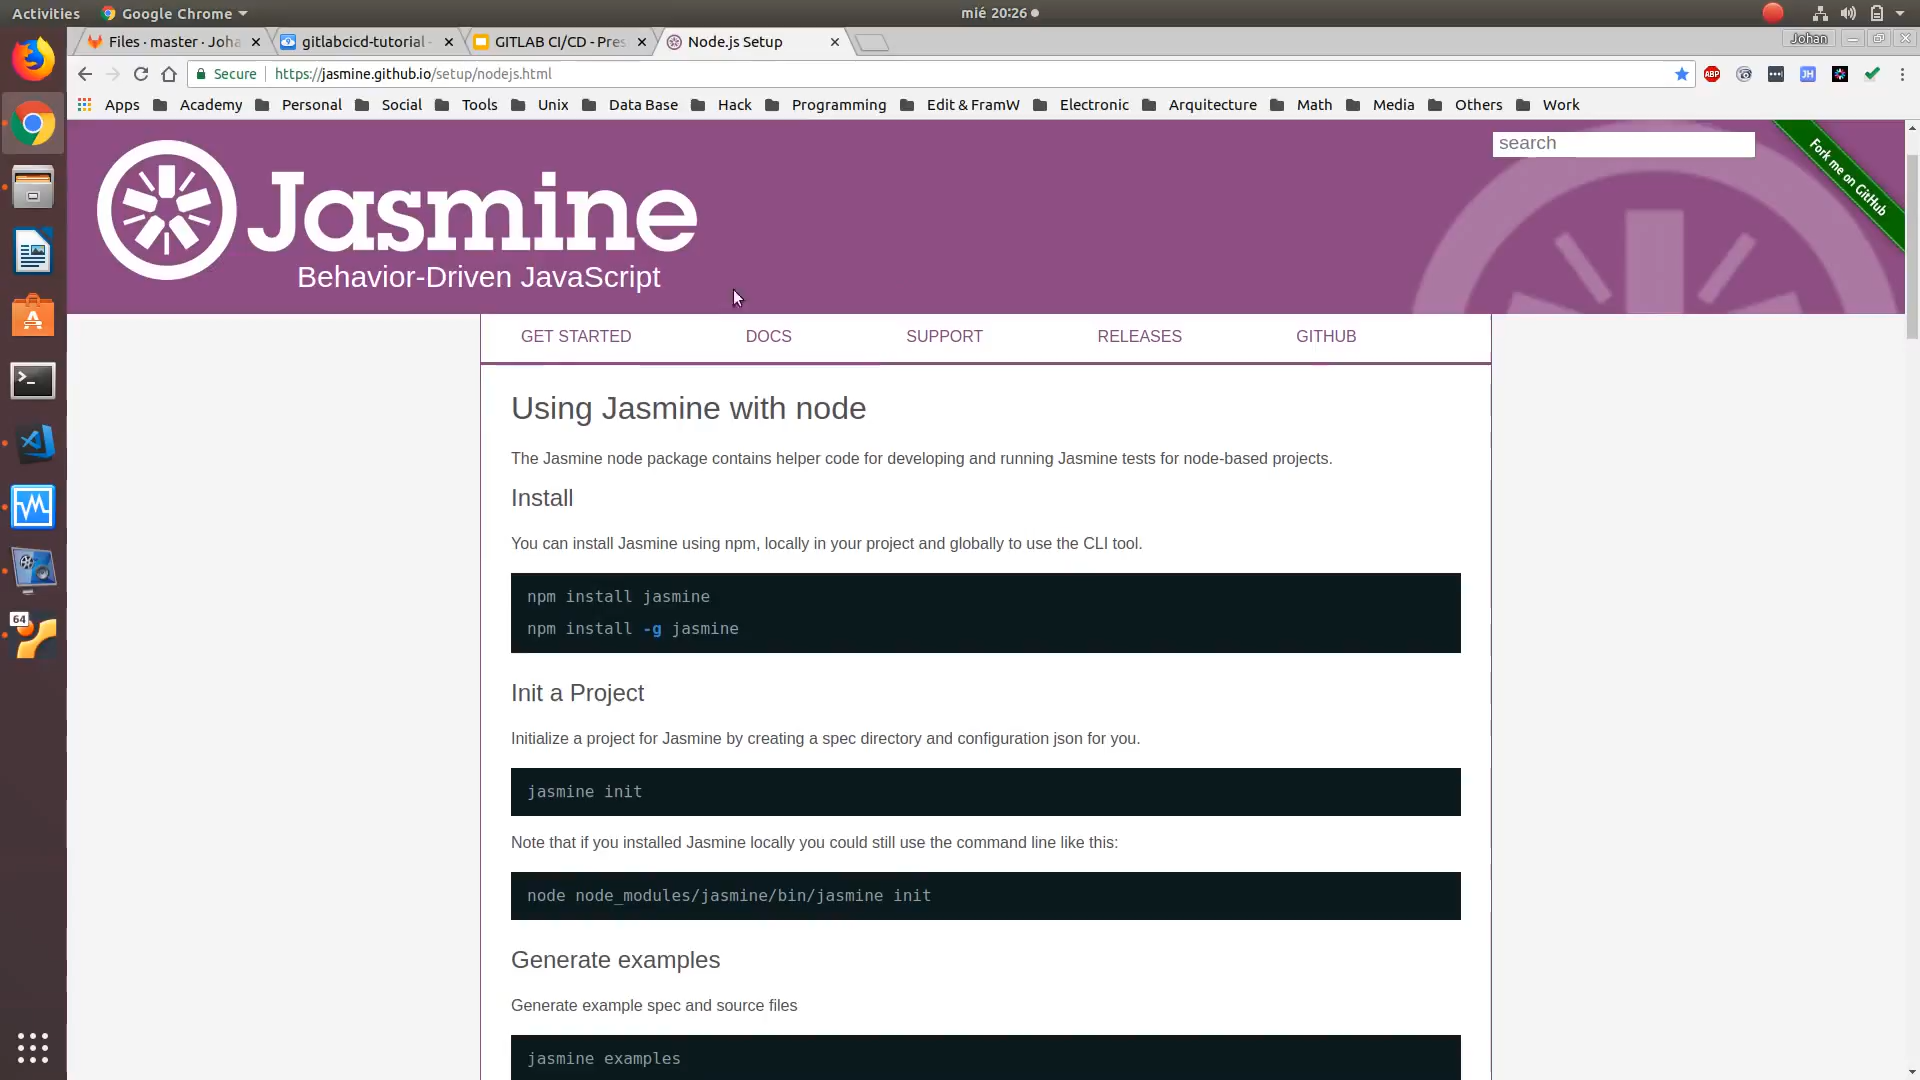 Activities
Google Chrome
mié 20:26
Files · master · Joha
gitlabcicd-tutorial -
GITLAB CI/CD - Pres
Node.js Setup
Johan
Secure
https://jasmine.github.io/setup/nodejs.html
ABP
JH
Apps
Academy
Personal
Social
Tools
Unix
Data Base
Hack
Programming
Edit & FramW
Electronic
Arquitecture
Math
Media
Others
Work
Jasmine
Behavior-Driven JavaScript
search
Fork me on GitHub
GET STARTED
DOCS
SUPPORT
RELEASES
GITHUB
Using Jasmine with node
The Jasmine node package contains helper code for developing and running Jasmine tests for node-based projects.
Install
You can install Jasmine using npm, locally in your project and globally to use the CLI tool.
npm install jasmine
npm install -g jasmine
Init a Project
Initialize a project for Jasmine by creating a spec directory and configuration json for you.
jasmine init
Note that if you installed Jasmine locally you could still use the command line like this:
node node_modules/jasmine/bin/jasmine init
Generate examples
Generate example spec and source files
jasmine examples
64